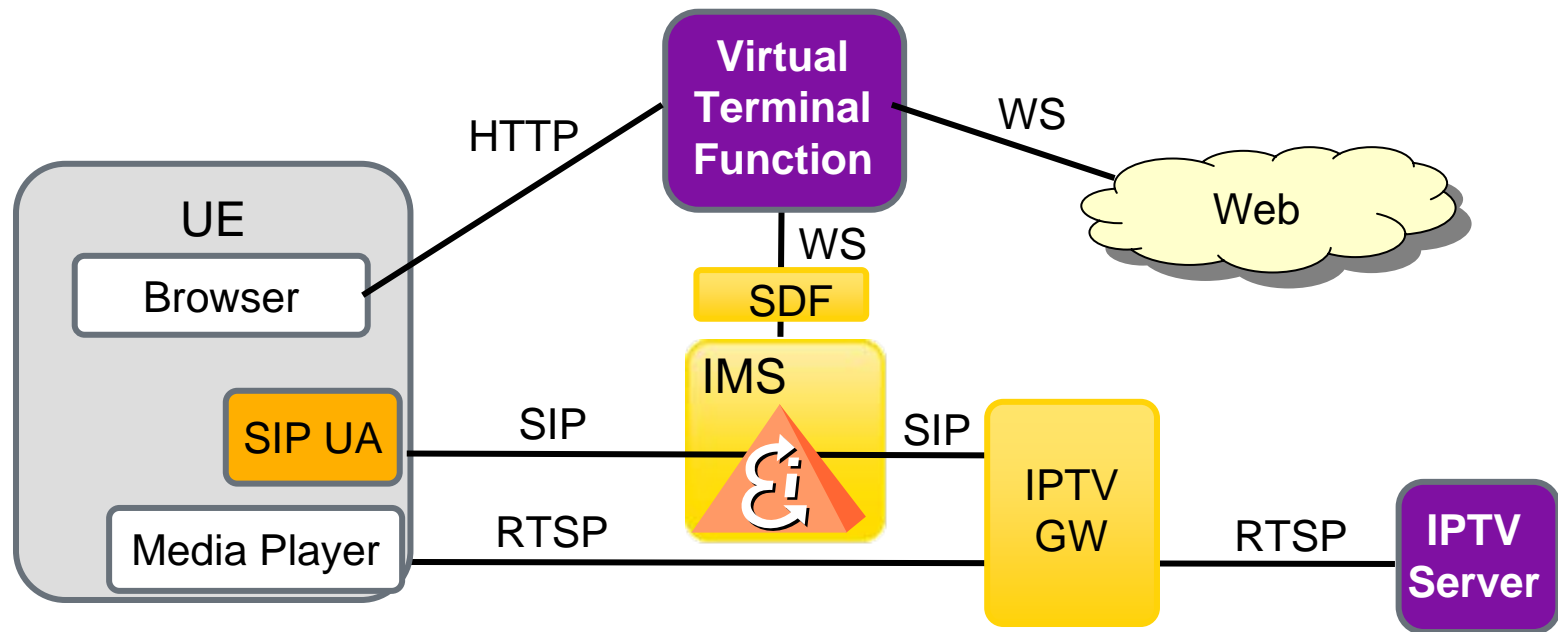 Virtual
Terminal
Function
HTTP
WS
UE
Web
WS
Browser
SDF
IMS
SIP
SIP
SIP UA
IPTV
GW
RTSP
RTSP
Media Player
IPTV
Server